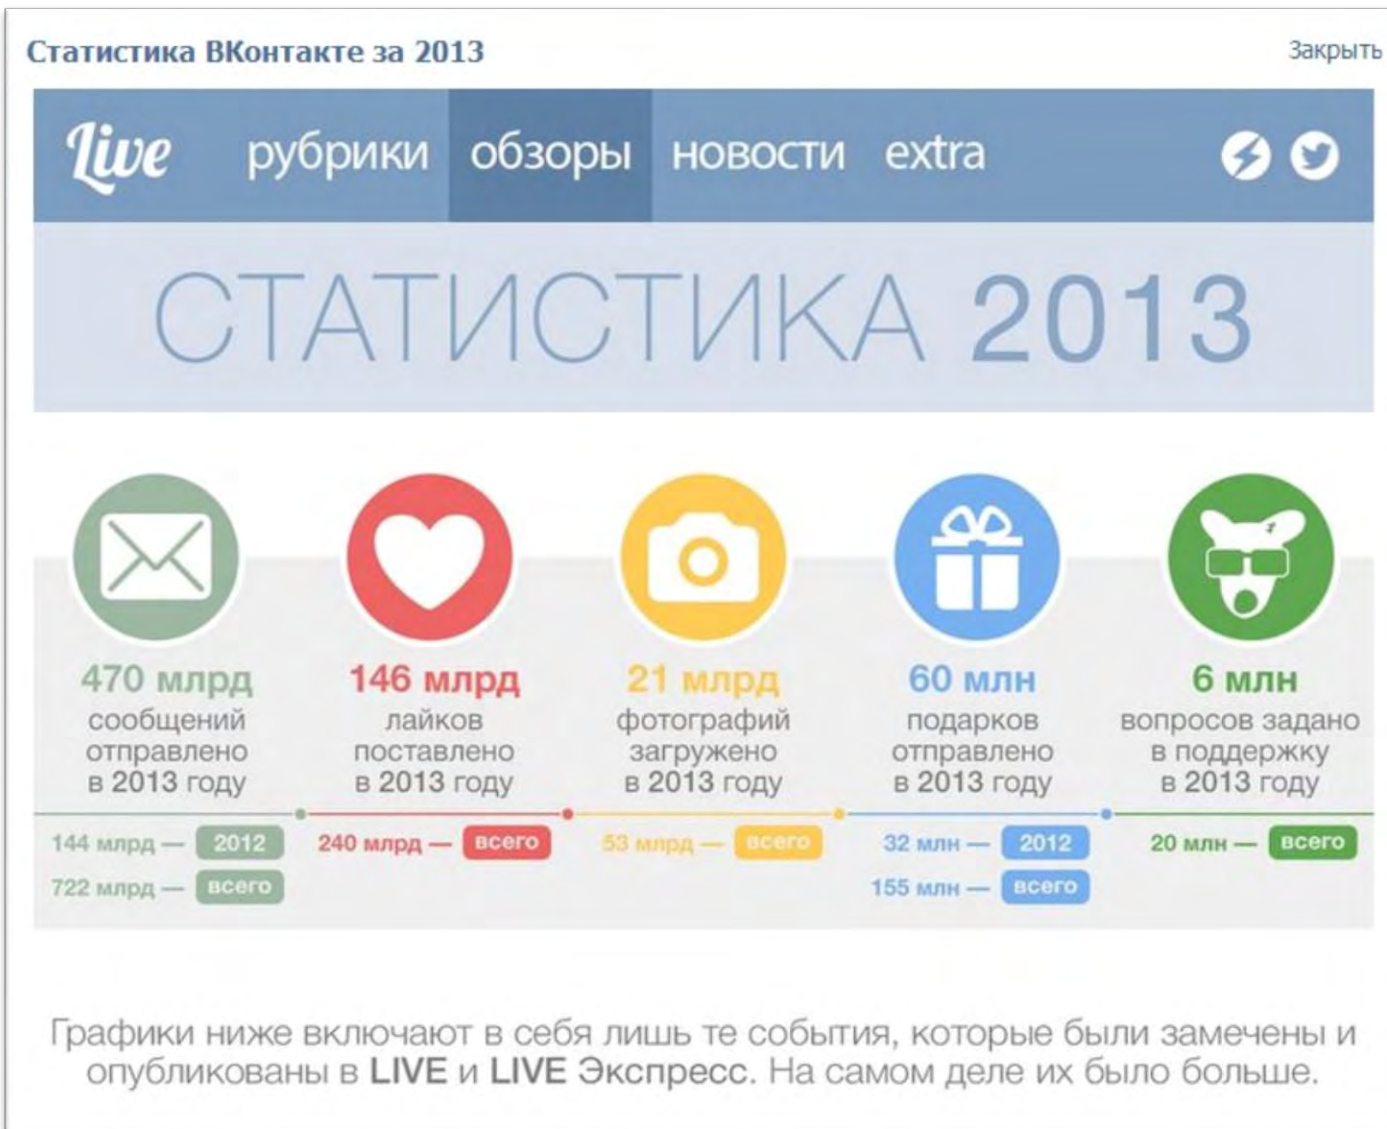 Статистика ВКонтакте за 2013
Закрыть
Live рубрики обзоры новости extra
СТАТИСТИКА 2013
470 млрд
сообщений
отправлено
в 2013 году
144 млрд — 2012
722 млрд — всего
146 млрд
лайков
поставлено
в 2013 году
240 млрд — всего
21 млрд
фотографий
загружено
в 2013 году
53 млрд — всего
60 млн
подарков
отправлено
в 2013 году
32 млн — 2012
155 млн — всего
6 млн
вопросов задано
в поддержку
в 2013 году
20 млн — всего
Графики ниже включают в себя лишь те события, которые были замечены и
опубликованы в LIVE и LIVE Экспресс. На самом деле их было больше.